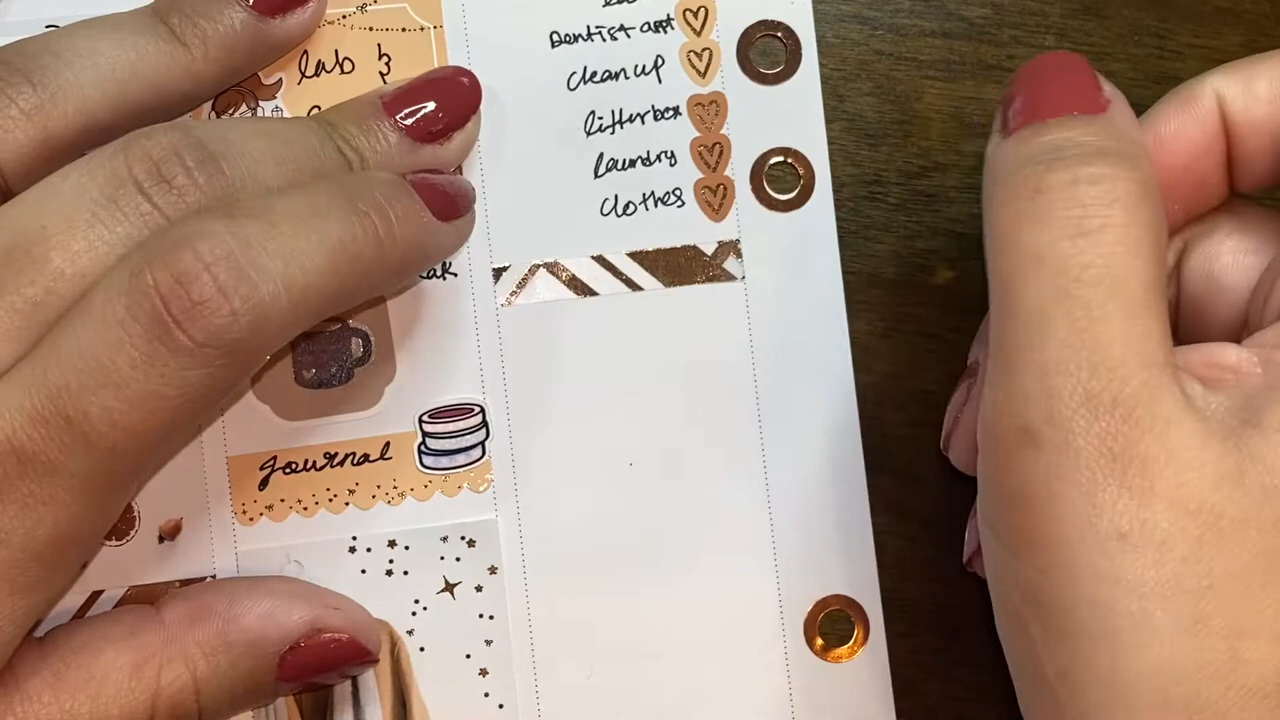 lab &
Dentist appt
clean up
litterbox
laundry
clothes
journal